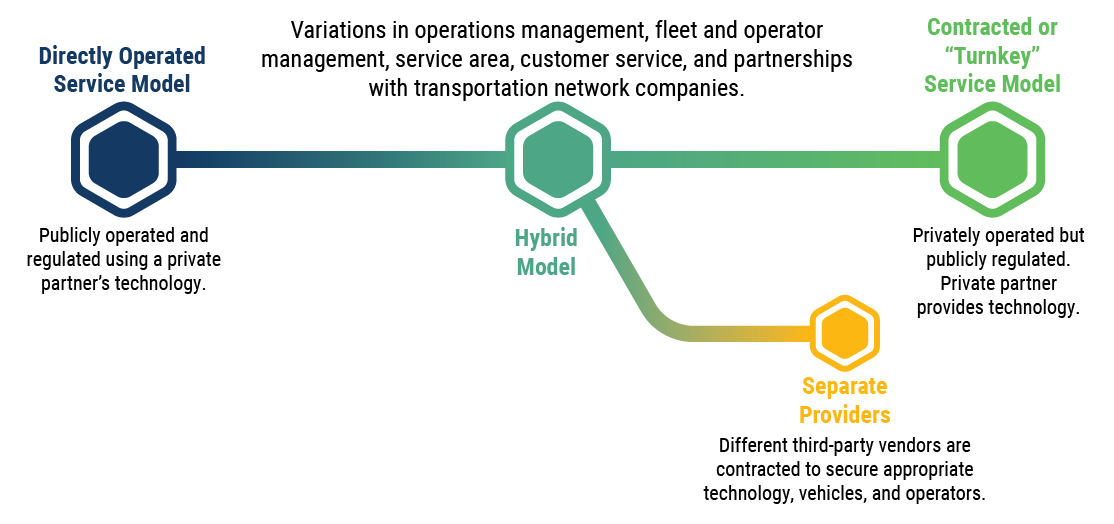 Directly Operated
Service Model
Publicly operated and
regulated using a private
partner's technology.
Variations in operations management, fleet and operator
management, service area, customer service, and partnerships
with transportation network companies.
Hybrid
Model
Contracted or
“Turnkey”
Service Model
Privately operated but
publicly regulated.
Private partner
provides technology.
Separate
Providers
Different third-party vendors are
contracted to secure appropriate
technology, vehicles, and operators.